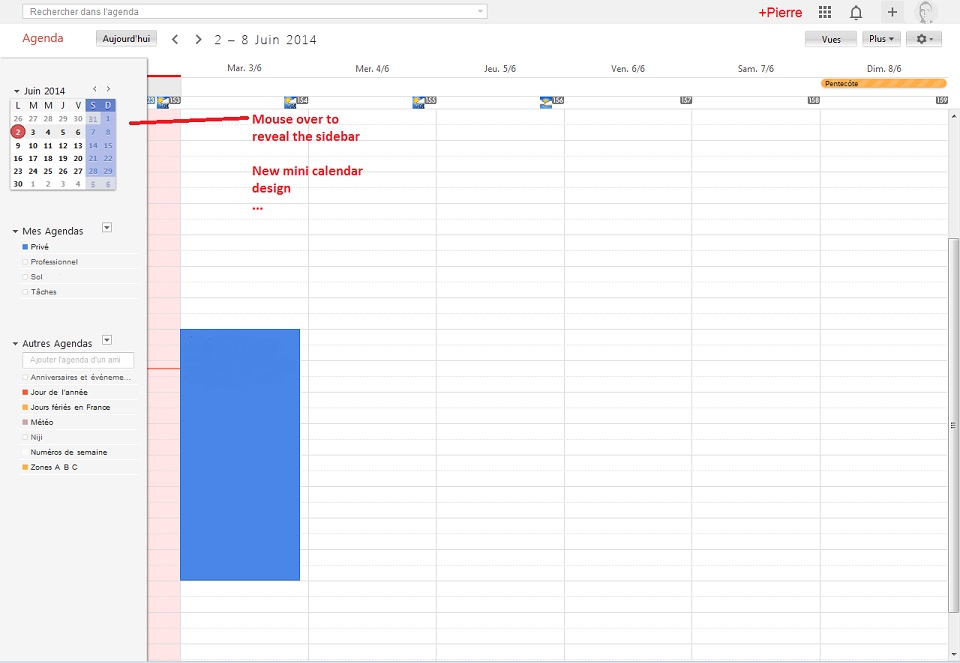 Rechercher dans l'agenda
+Pierre
Agenda
Aujourd'hui
2 – 8 Juin 2014
Vues
Plus
Juin 2014
L M M J V S D
26 27 28 29 30 31 1
2 3 4 5 6 7 8
9 10 11 12 13 14 15
16 17 18 19 20 21 22
23 24 25 26 27 28 29
30 1 2 3 4 5 6
Mar. 3/6 Mer. 4/6 Jeu. 5/6 Ven. 6/6 Sam. 7/6 Dim. 8/6
Pentecôte
153 154 155 156 157 158 159
Mouse over to
reveal the sidebar
New mini calendar
design
...
Mes Agendas
Privé
Professionnel
Sol
Tâches
Autres Agendas
Ajouter l'agenda d'un ami
Anniversaires et événeme...
Jour de l'année
Jours fériés en France
Météo
Niji
Numéros de semaine
Zones A B C